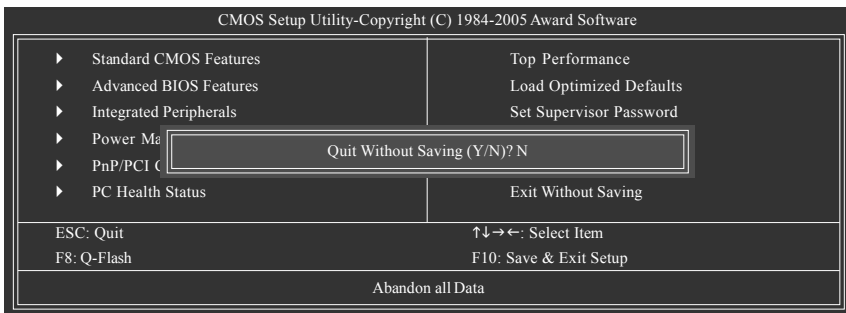 CMOS Setup Utility-Copyright (C) 1984-2005 Award Software
Standard CMOS Features
Top Performance
Advanced BIOS Features
Load Optimized Defaults
Integrated Peripherals
Set Supervisor Password
Power Ma
Quit Without Saving (Y/N)? N
PnP/PCI C
PC Health Status
Exit Without Saving
ESC: Quit
↑↓→←: Select Item
F8: Q-Flash
F10: Save & Exit Setup
Abandon all Data